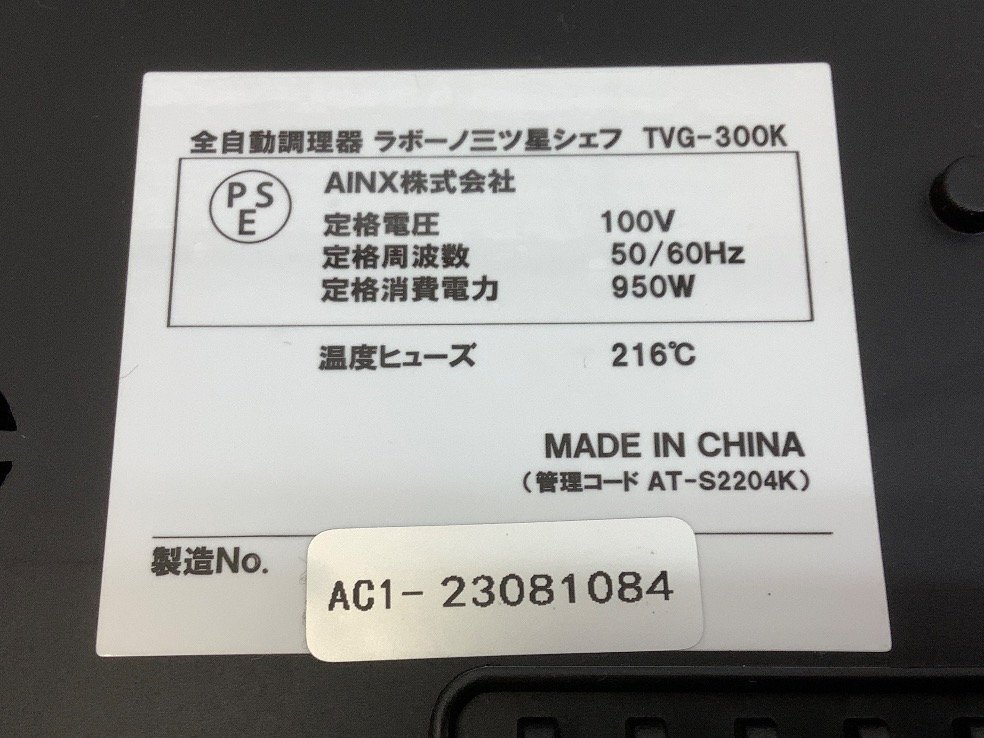 全自動調理器 ラボーノ三ツ星シェフ TVG-300K
PSE
AINX株式会社
定格電圧 100V
定格周波数 50/60Hz
定格消費電力 950W
温度ヒューズ 216℃
MADE IN CHINA
(管理コード AT-S2204K)
製造No. AC1-23081084